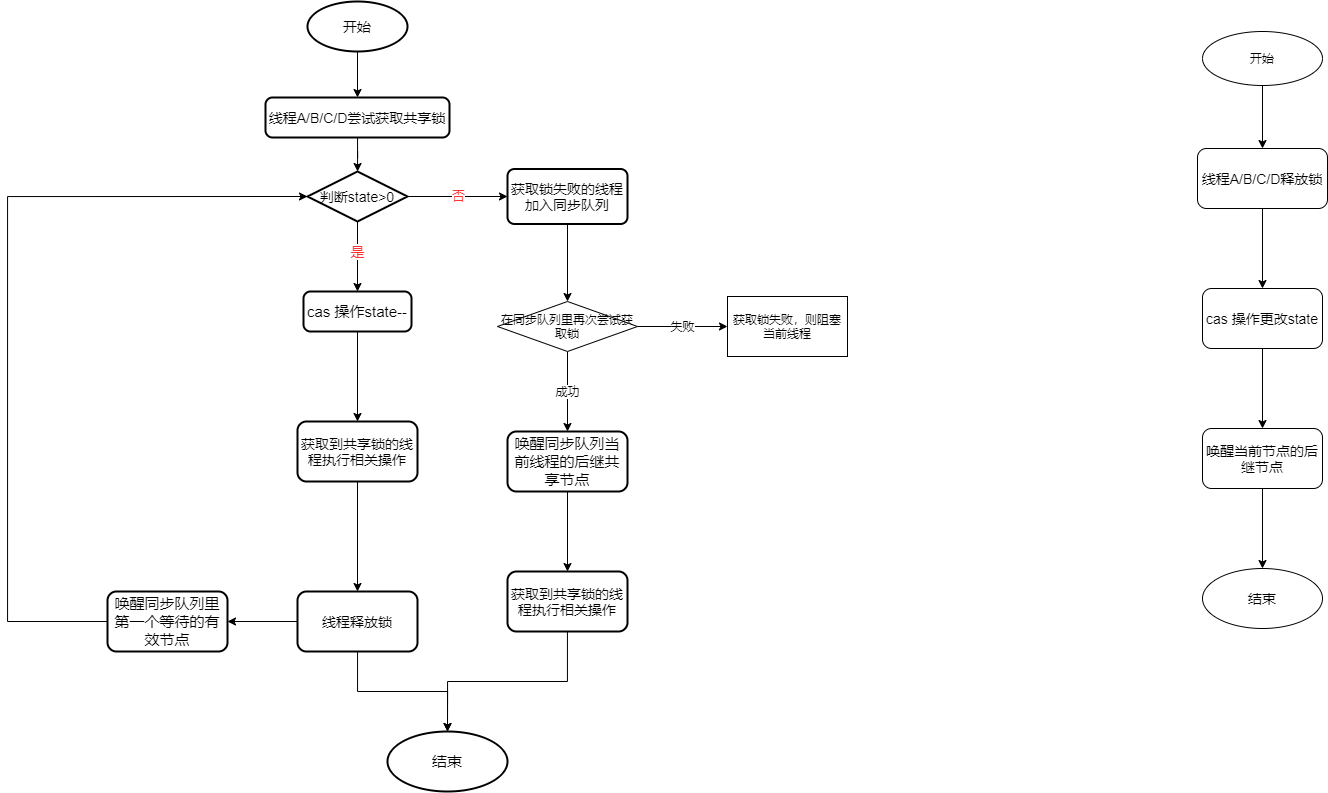 开始
线程A/B/C/D尝试获取共享锁
判断state>0
否
获取锁失败的线程
加入同步队列
是
cas 操作state--
在同步队列里再次尝试获
取锁
失败
获取锁失败，则阻塞
当前线程
成功
获取到共享锁的线
程执行相关操作
唤醒同步队列当
前线程的后继共
享节点
获取到共享锁的线
程执行相关操作
唤醒同步队列里
第一个等待的有
效节点
线程释放锁
结束
开始
线程A/B/C/D释放锁
cas 操作更改state
唤醒当前节点的后
继节点
结束